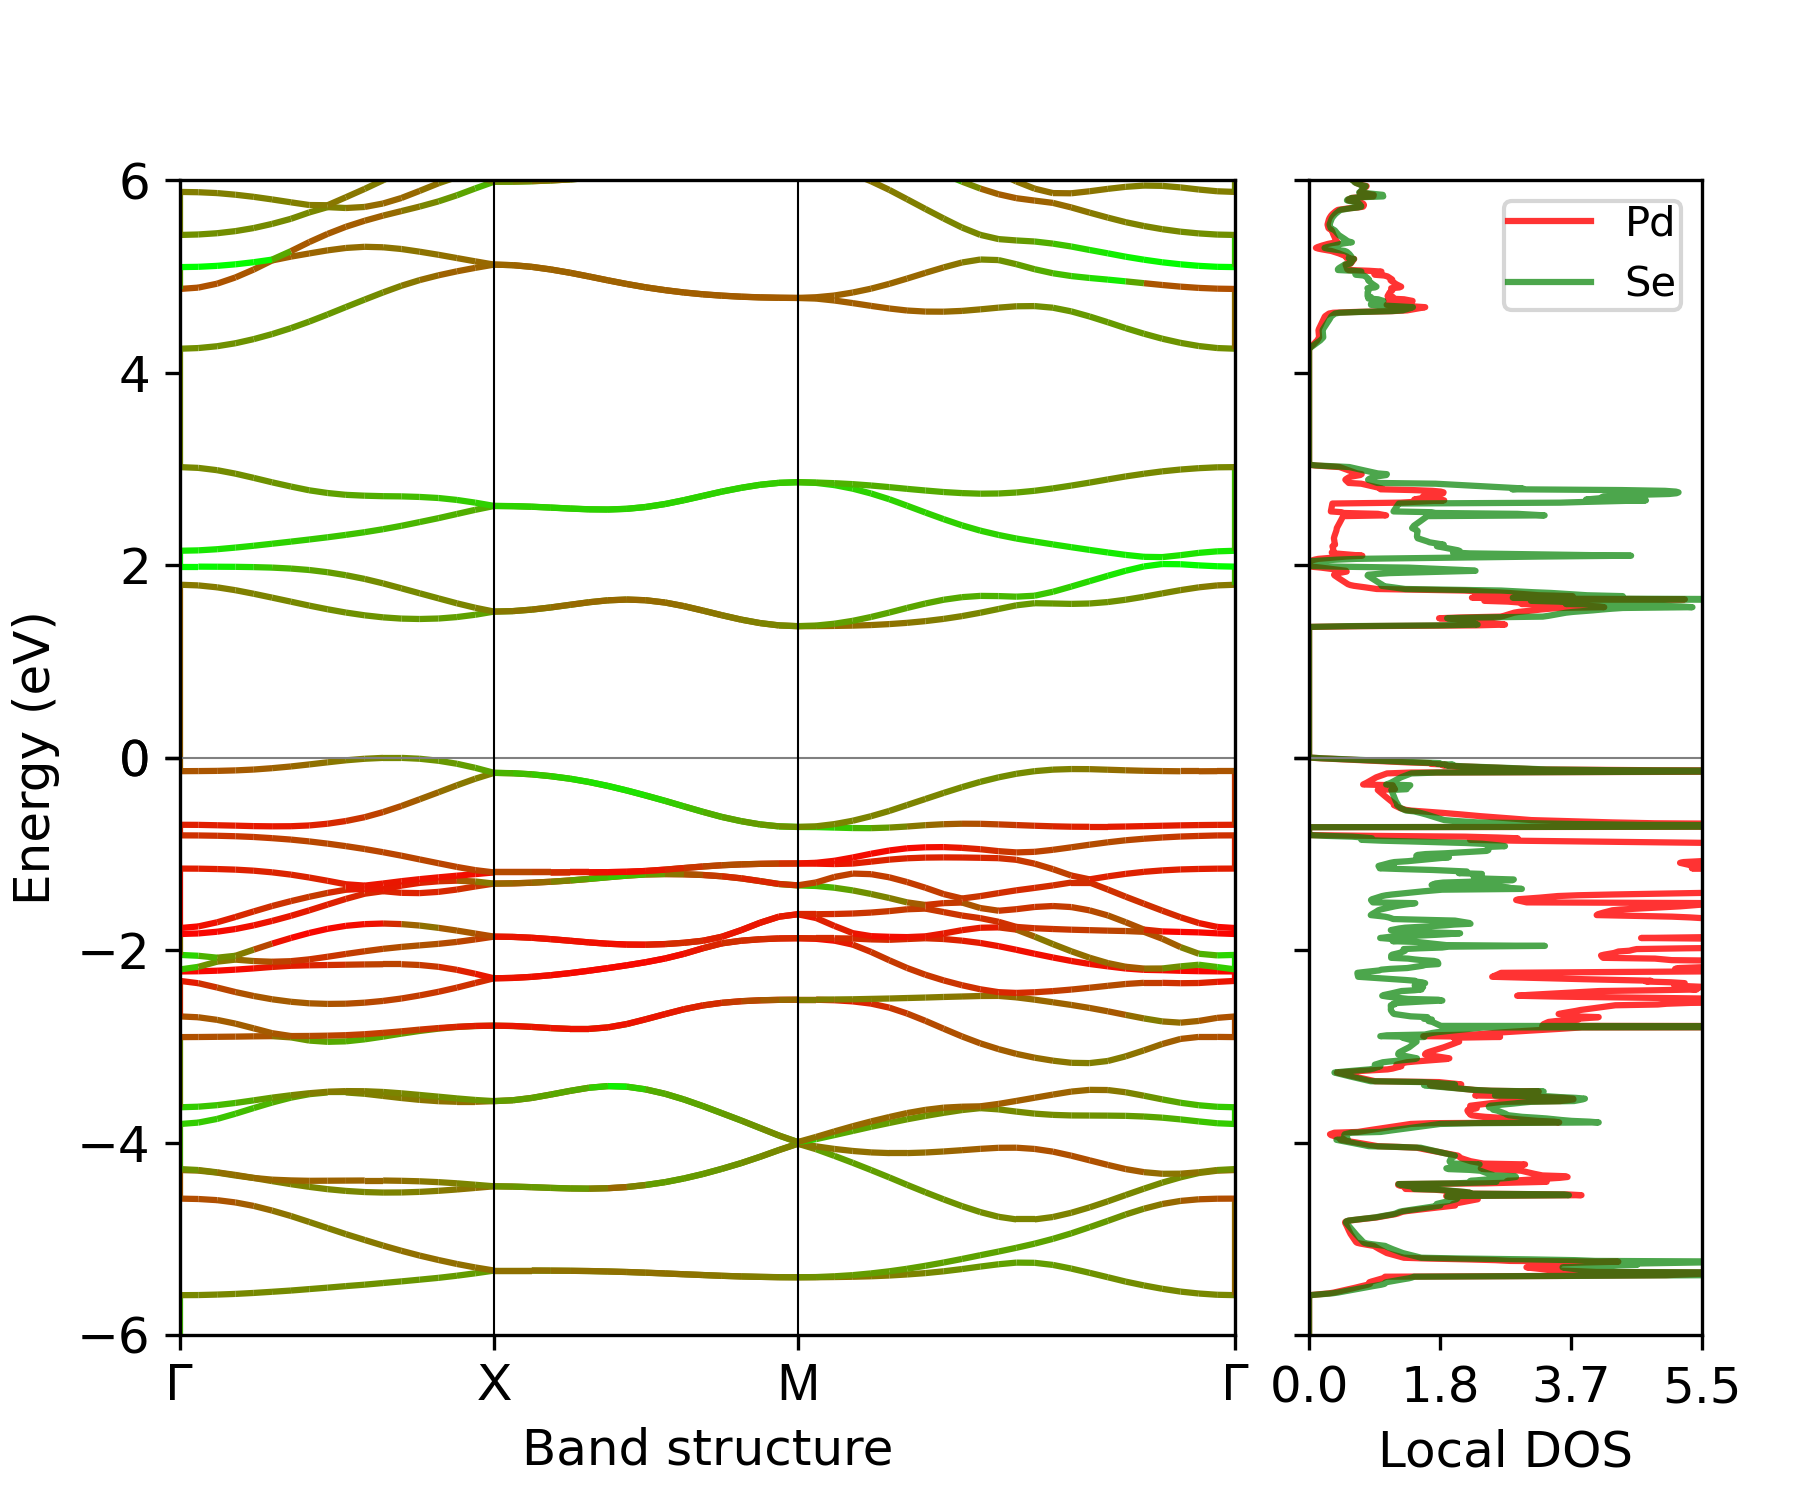 6
4
2
0
−2
−4
−6
Energy (eV)
Γ
X
M
Γ
Band structure
Pd
Se
0.0
1.8
3.7
5.5
Local DOS